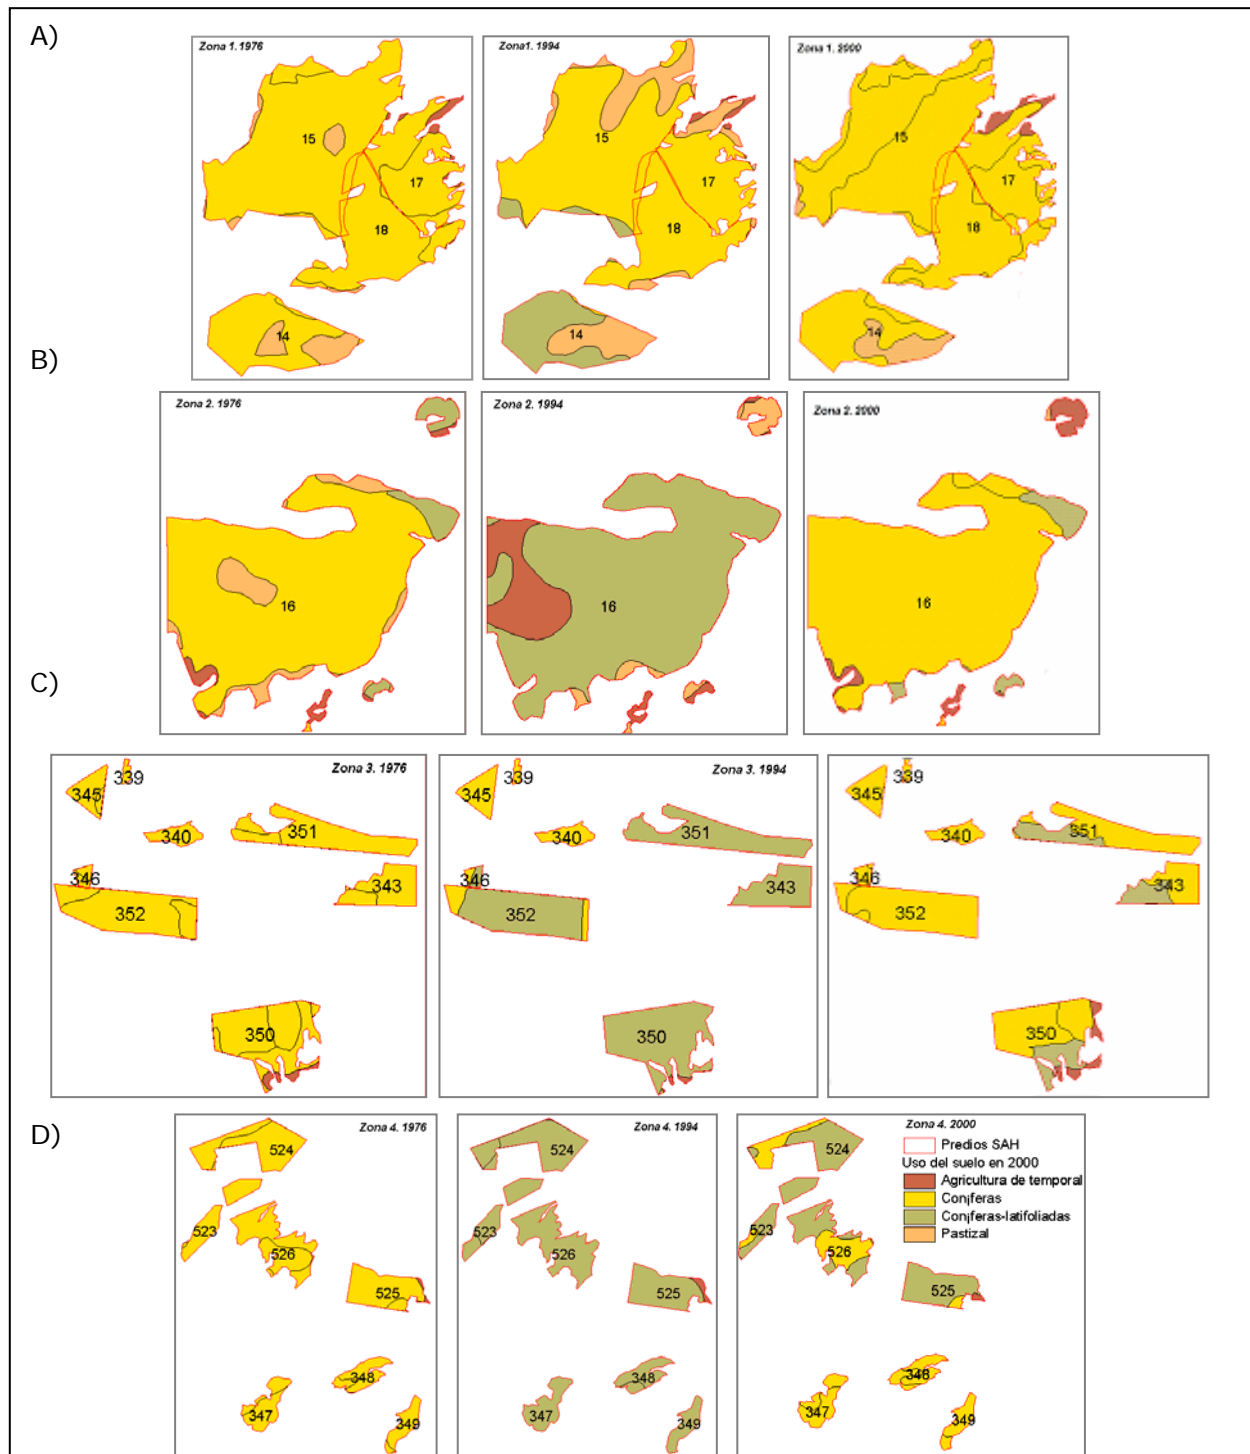 A)
Zona 1. 1976
15
17
18
14
Zona1. 1994
15
17
18
14
Zona 1. 2000
15
17
18
14
B)
Zona 2. 1976
16
Zona 2. 1994
16
Zona 2. 2000
16
C)
Zona 3. 1976
339
345
340
351
346
343
352
350
Zona 3. 1994
339
345
340
351
346
343
352
350
339
345
340
351
346
343
352
350
D)
Zona 4. 1976
524
523
526
525
348
347
349
Zona 4. 1994
524
523
526
525
348
347
349
Zona 4. 2000
Predios SAH
Uso del suelo en 2000
Agricultura de temporal
Coníferas
Coníferas-latifoliadas
Pastizal
524
523
526
525
348
347
349